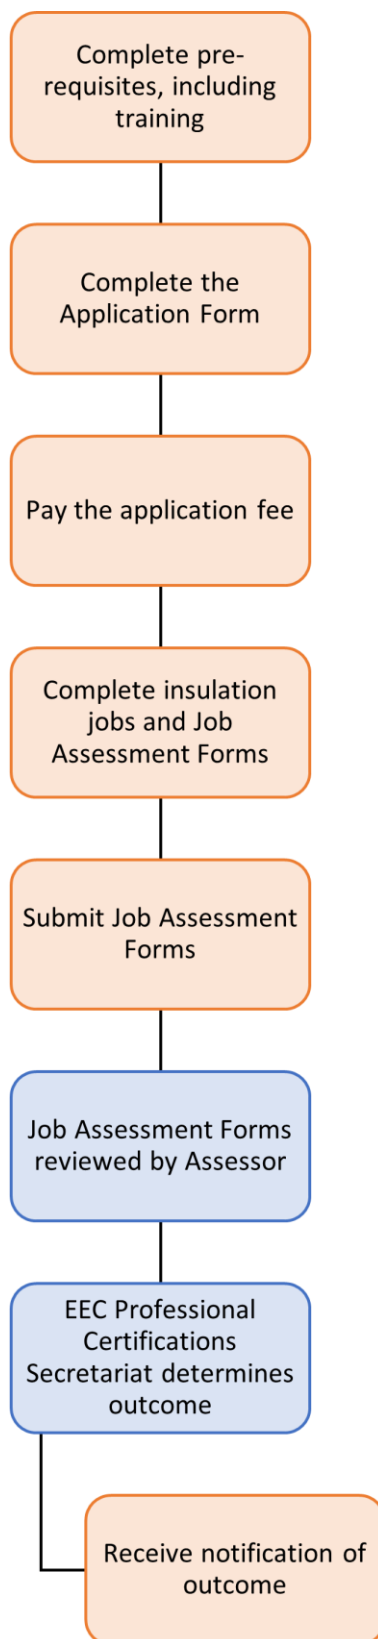 Complete pre-
requisites, including
training
Complete the
Application Form
Pay the application fee
Complete insulation
jobs and Job
Assessment Forms
Submit Job Assessment
Forms
Job Assessment Forms
reviewed by Assessor
EEC Professional
Certifications
Secretariat determines
outcome
Receive notification of
outcome